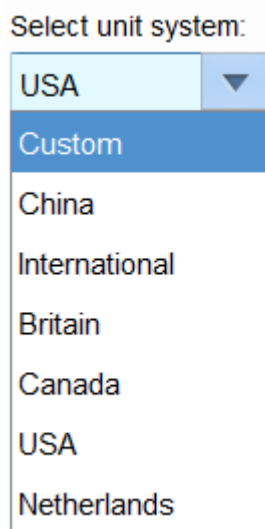 Select unit system:
USA
Custom
China
International
Britain
Canada
USA
Netherlands